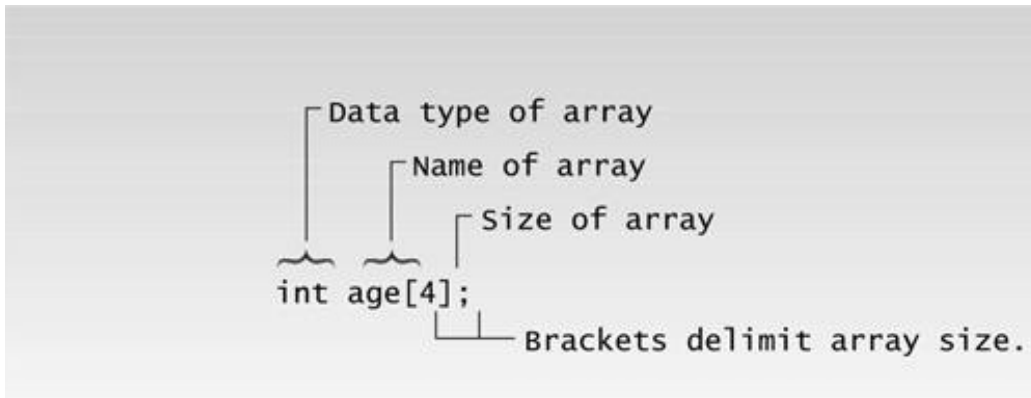 Data type of array
Name of array
Size of array
int age[4];
Brackets delimit array size.